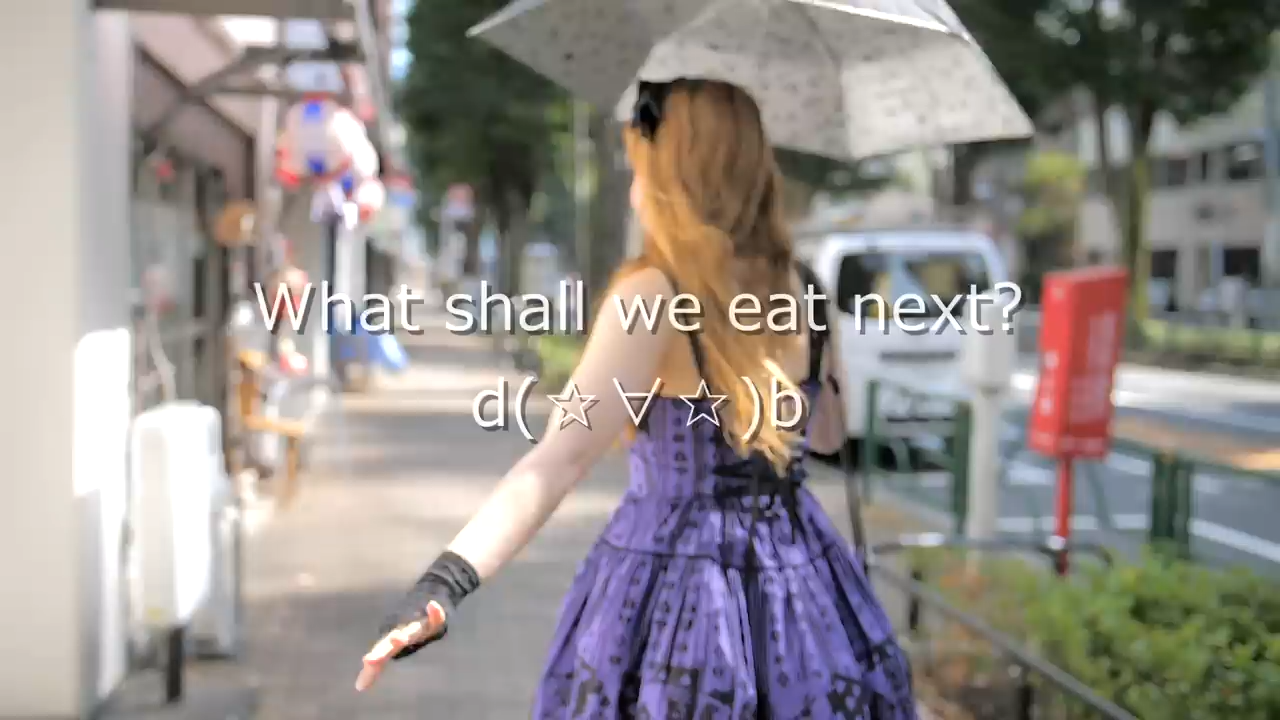 What shall we eat next?
d(☆∀☆)b